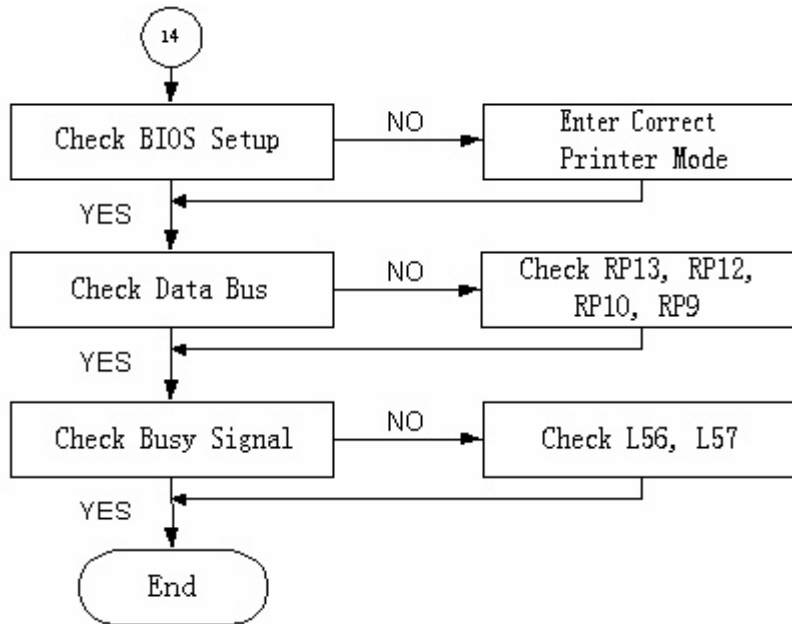 14
Check BIOS Setup
NO
Enter Correct
Printer Mode
YES
Check Data Bus
NO
Check RP13, RP12,
RP10, RP9
YES
Check Busy Signal
NO
Check L56, L57
YES
End